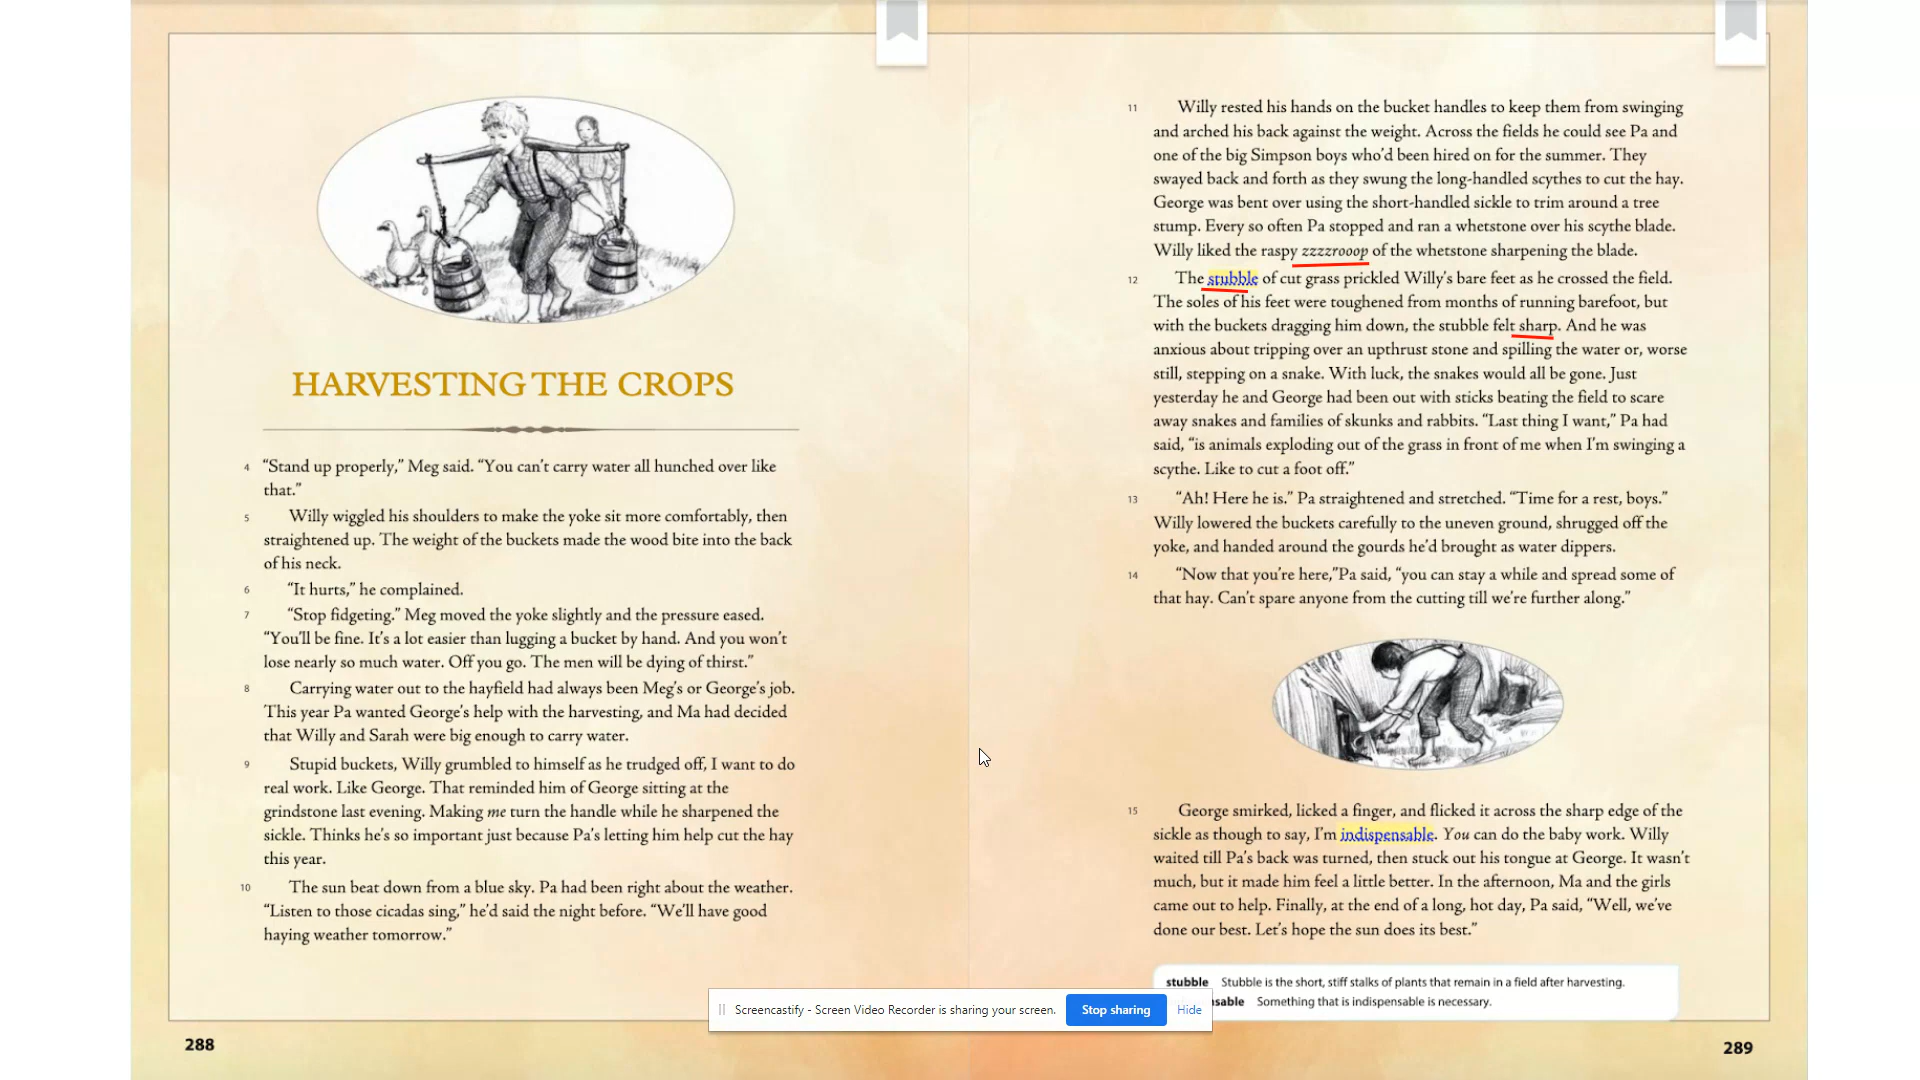 HARVESTING THE CROPS
4 “Stand up properly,” Meg said. “You can’t carry water all hunched over like
that.”
5 Willy wiggled his shoulders to make the yoke sit more comfortably, then
straightened up. The weight of the buckets made the wood bite into the back
of his neck.
6 “It hurts,” he complained.
7 “Stop fidgeting.” Meg moved the yoke slightly and the pressure eased.
“You’ll be fine. It’s a lot easier than lugging a bucket by hand. And you won’t
lose nearly so much water. Off you go. The men will be dying of thirst.”
8 Carrying water out to the hayfield had always been Meg’s or George’s job.
This year Pa wanted George’s help with the harvesting, and Ma had decided
that Willy and Sarah were big enough to carry water.
9 Stupid buckets, Willy grumbled to himself as he trudged off, I want to do
real work. Like George. That reminded him of George sitting at the
grindstone last evening. Making me turn the handle while he sharpened the
sickle. Thinks he’s so important just because Pa’s letting him help cut the hay
this year.
10 The sun beat down from a blue sky. Pa had been right about the weather.
“Listen to those cicadas sing,” he’d said the night before. “We’ll have good
haying weather tomorrow.”
288
11 Willy rested his hands on the bucket handles to keep them from swinging
and arched his back against the weight. Across the fields he could see Pa and
one of the big Simpson boys who’d been hired on for the summer. They
swayed back and forth as they swung the long-handled scythes to cut the hay.
George was bent over using the short-handled sickle to trim around a tree
stump. Every so often Pa stopped and ran a whetstone over his scythe blade.
Willy liked the raspy zzzzrooop of the whetstone sharpening the blade.
12 The stubble of cut grass prickled Willy’s bare feet as he crossed the field.
The soles of his feet were toughened from months of running barefoot, but
with the buckets dragging him down, the stubble felt sharp. And he was
anxious about tripping over an upthrust stone and spilling the water or, worse
still, stepping on a snake. With luck, the snakes would all be gone. Just
yesterday he and George had been out with sticks beating the field to scare
away snakes and families of skunks and rabbits. “Last thing I want,” Pa had
said, “is animals exploding out of the grass in front of me when I’m swinging a
scythe. Like to cut a foot off.”
13 “Ah! Here he is.” Pa straightened and stretched. “Time for a rest, boys.”
Willy lowered the buckets carefully to the uneven ground, shrugged off the
yoke, and handed around the gourds he’d brought as water dippers.
14 “Now that you’re here,”Pa said, “you can stay a while and spread some of
that hay. Can’t spare anyone from the cutting till we’re further along.”
15 George smirked, licked a finger, and flicked it across the sharp edge of the
sickle as though to say, I’m indispensable. You can do the baby work. Willy
waited till Pa’s back was turned, then stuck out his tongue at George. It wasn’t
much, but it made him feel a little better. In the afternoon, Ma and the girls
came out to help. Finally, at the end of a long, hot day, Pa said, “Well, we’ve
done our best. Let’s hope the sun does its best.”
stubble Stubble is the short, stiff stalks of plants that remain in a field after harvesting.
sable Something that is indispensable is necessary.
289
Screencastify - Screen Video Recorder is sharing your screen. Stop sharing Hide